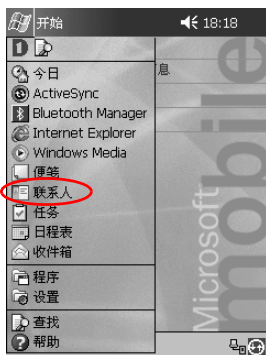 开始 18:18
息
今日
ActiveSync
Bluetooth Manager
Internet Explorer
Windows Media
便笺
联系人
任务
日程表
收件箱
程序
设置
查找
帮助
Microsoft
mobile